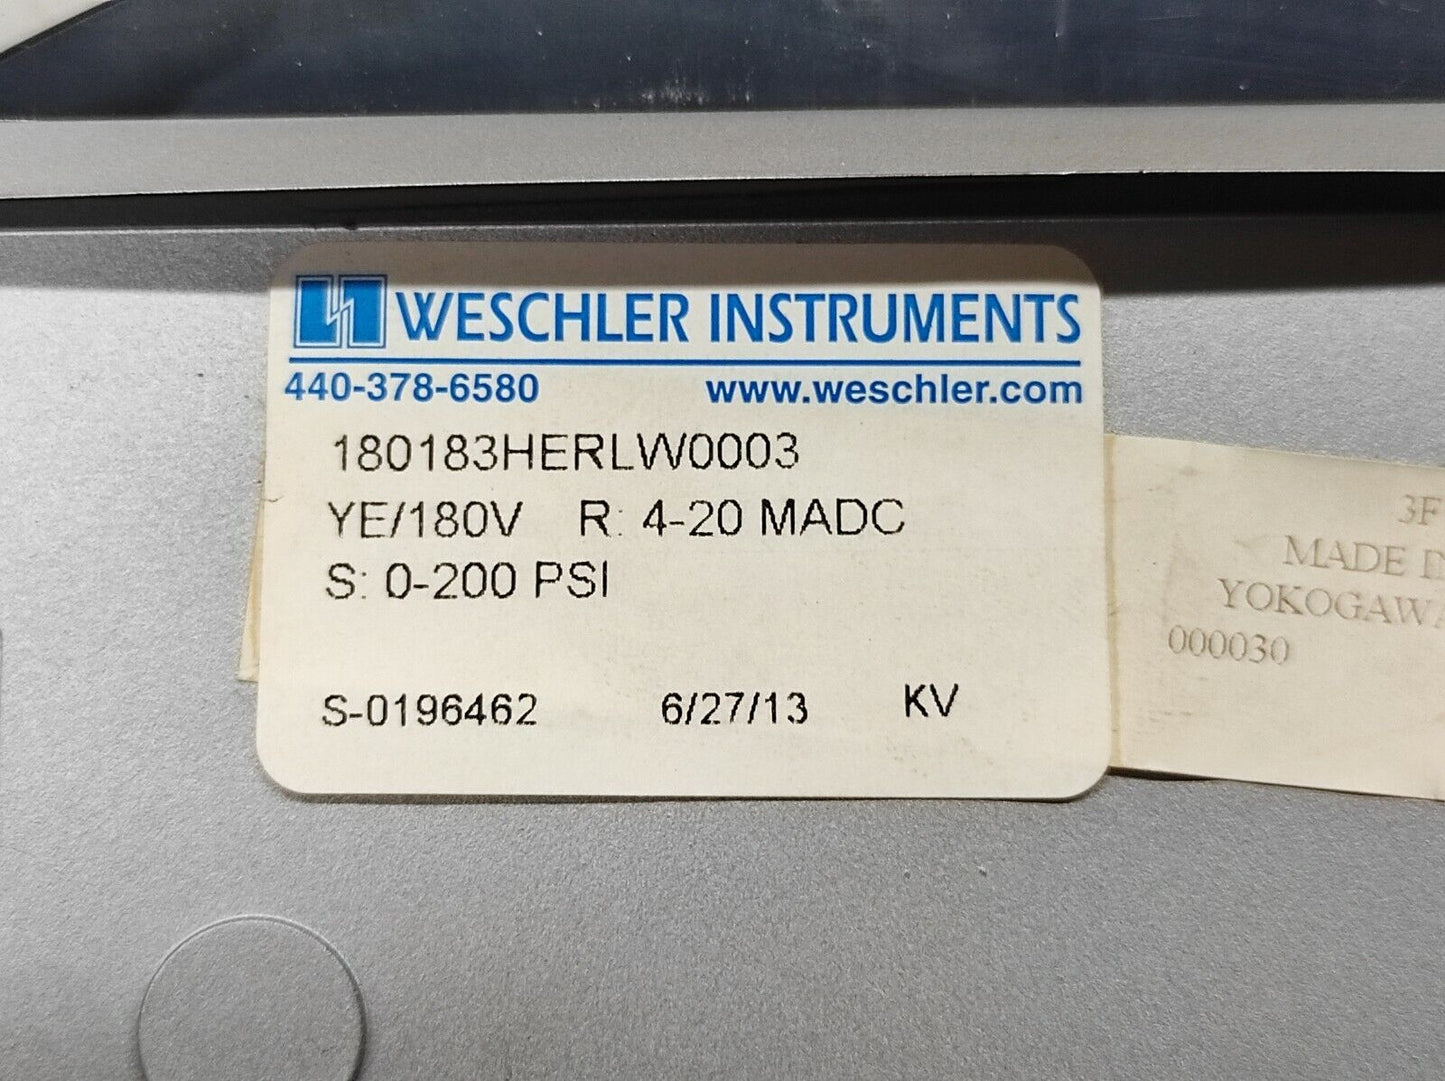 WESCHLER INSTRUMENTS
440-378-6580 www.weschler.com
180183HERLW0003
YE/180V R: 4-20 MADC
S: 0-200 PSI
S-0196462 6/27/13 KV
3F
MADE
YOKOGAWA
000030